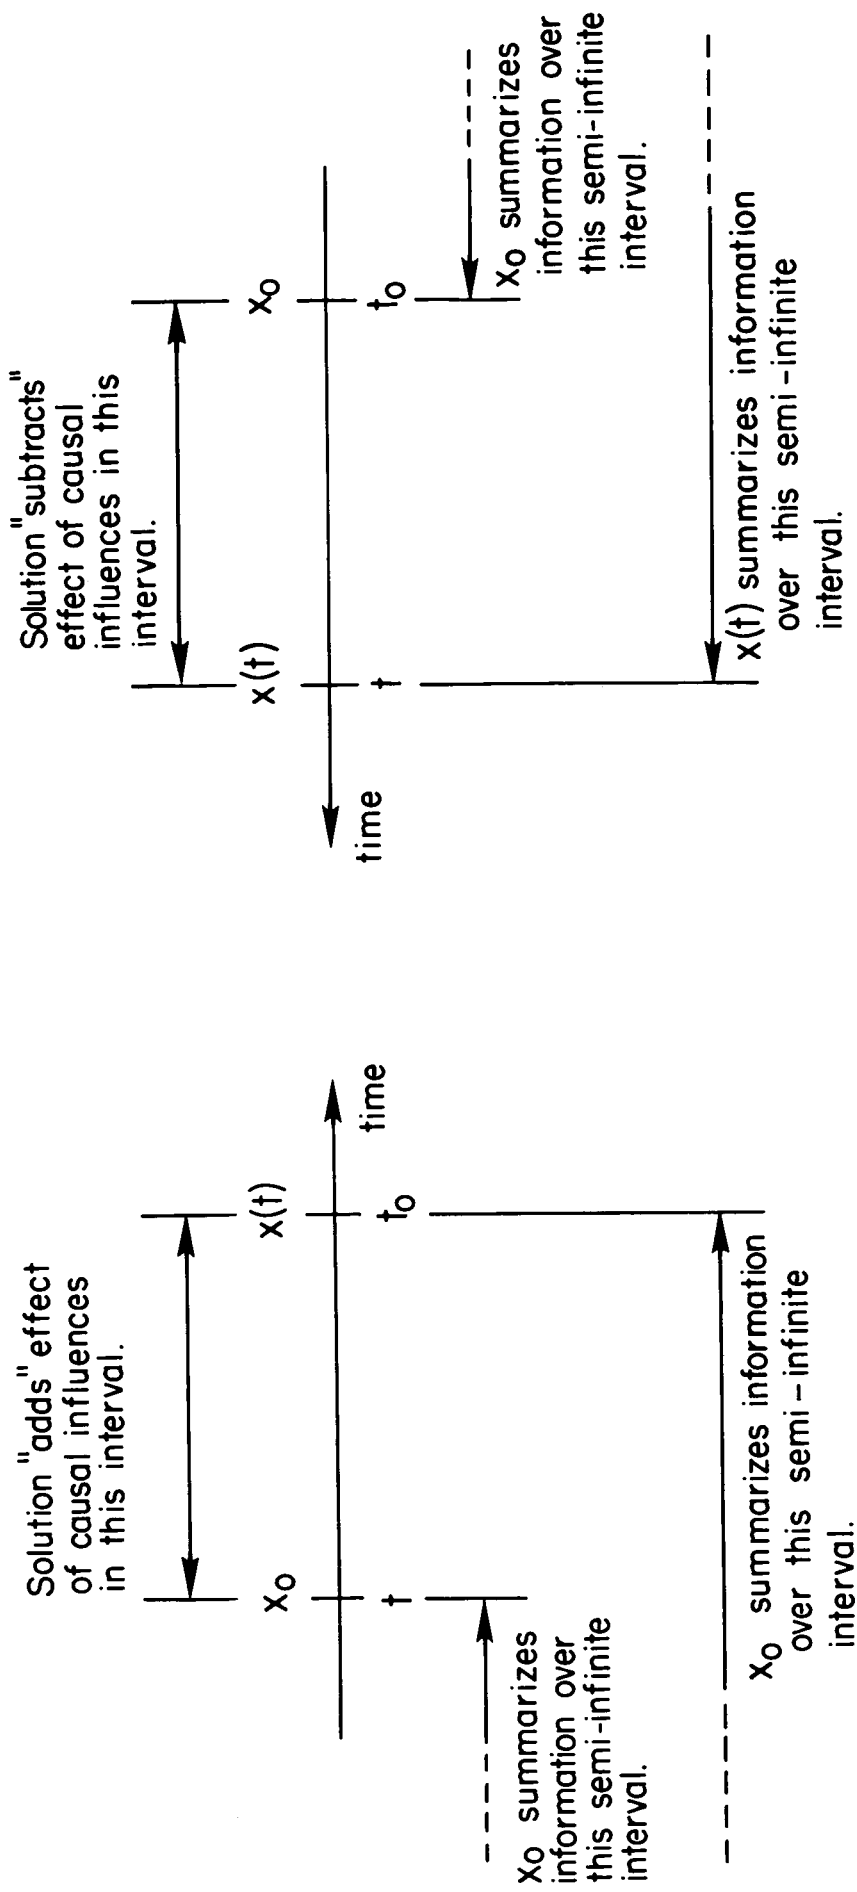 Solution "adds" effect
of causal influences
in this interval.
x₀
x(t)
t
t₀
time
x₀ summarizes
information over
this semi-infinite
interval.
x₀ summarizes information
over this semi-infinite
interval.
Solution "subtracts"
effect of causal
influences in this
interval.
x(t)
x₀
t
t₀
time
x₀ summarizes
information over
this semi-infinite
interval.
x(t) summarizes information
over this semi-infinite
interval.